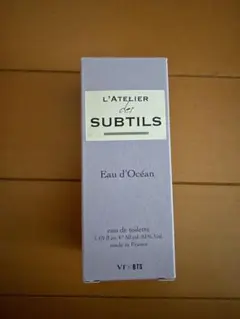 L'ATELIER
des
SUBTILS
Eau d'Océan
eau de toilette
made in France